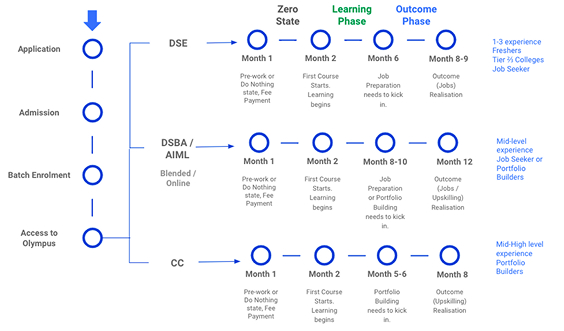 Zero
State
Learning
Phase
Outcome
Phase
Application
Admission
Batch Enrolment
Access to
Olympus
DSE
Month 1
Month 2
Month 6
Month 8-9
Pre-work or
Do Nothing
state, Fee
Payment
First Course
Starts.
Learning
begins
Job
Preparation
needs to kick
in.
Outcome
(Jobs)
Realisation
1-3 experience
Freshers
Tier ⅔ Colleges
Job Seeker
DSBA /
AIML
Blended /
Online
Month 1
Month 2
Month 8-10
Month 12
Pre-work or
Do Nothing
state, Fee
Payment
First Course
Starts.
Learning
begins
Job
Preparation
or Portfolio
Building
needs to kick
in.
Outcome
(Jobs /
Upskilling)
Realisation
Mid-level
experience
Job Seeker or
Portfolio
Builders
CC
Month 1
Month 2
Month 5-6
Month 8
Pre-work or
Do Nothing
state, Fee
Payment
First Course
Starts.
Learning
begins
Portfolio
Building
needs to kick
in.
Outcome
(Upskilling)
Realisation
Mid-High level
experience
Portfolio
Builders